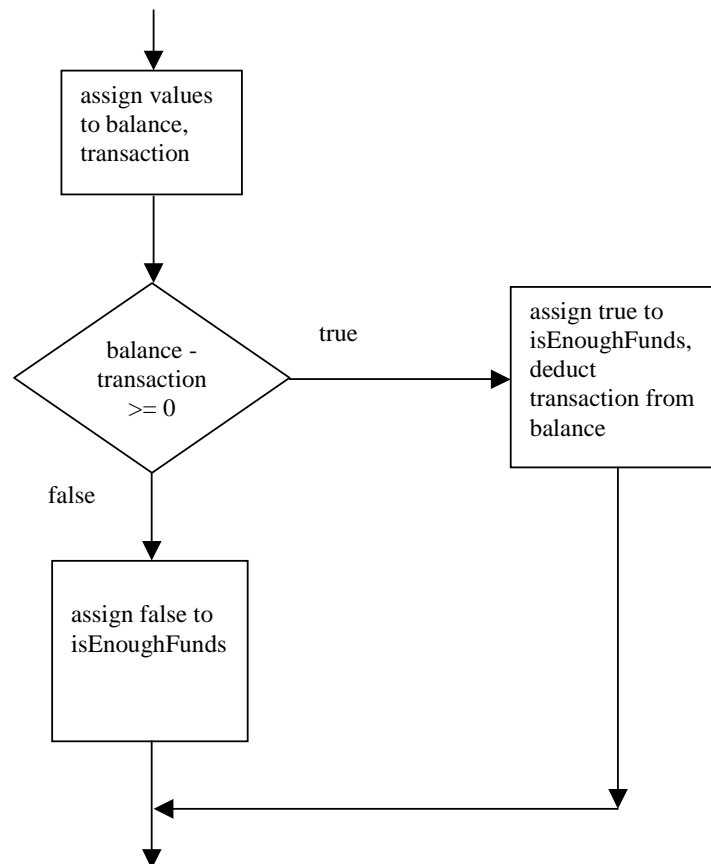 assign values
to balance,
transaction
balance -
transaction
>= 0
true
assign true to
isEnoughFunds,
deduct
transaction from
balance
false
assign false to
isEnoughFunds